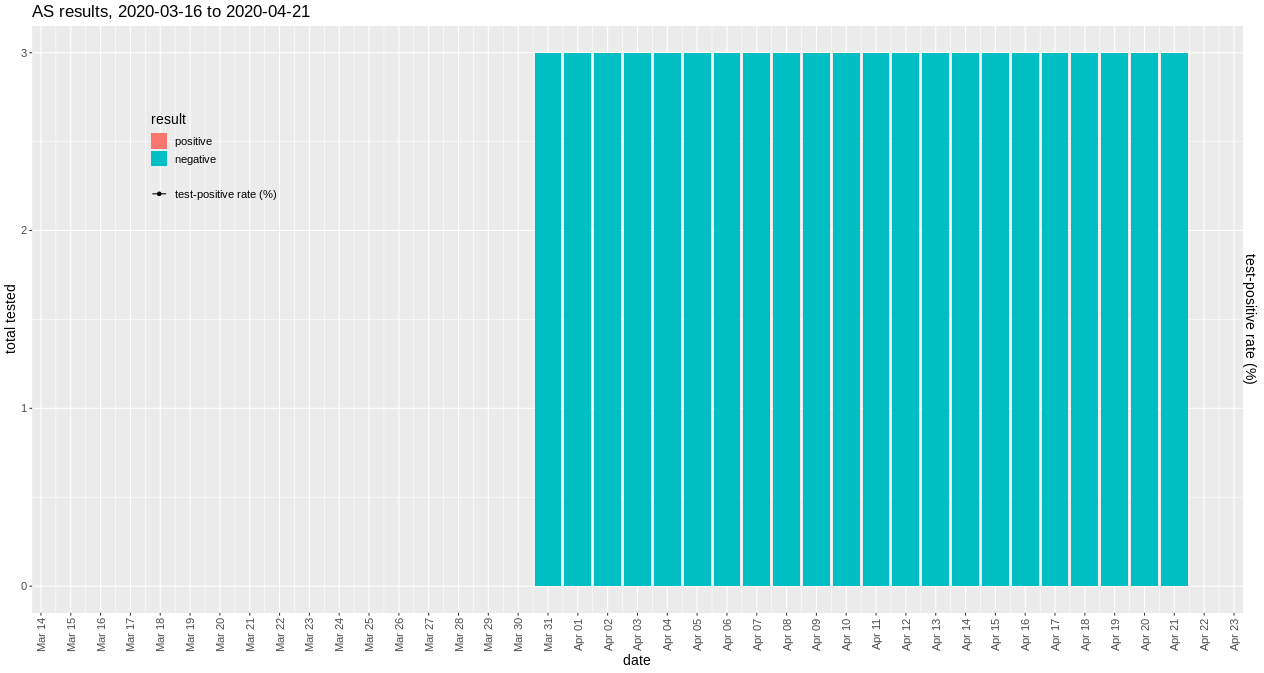 AS results, 2020-03-16 to 2020-04-21
3
2
1
0
total tested
result
positive
negative
test-positive rate (%)
test-positive rate (%)
Mar 14
Mar 15
Mar 16
Mar 17
Mar 18
Mar 19
Mar 20
Mar 21
Mar 22
Mar 23
Mar 24
Mar 25
Mar 26
Mar 27
Mar 28
Mar 29
Mar 30
Mar 31
Apr 01
Apr 02
Apr 03
Apr 04
Apr 05
Apr 06
Apr 07
Apr 08
Apr 09
Apr 10
Apr 11
Apr 12
Apr 13
Apr 14
Apr 15
Apr 16
Apr 17
Apr 18
Apr 19
Apr 20
Apr 21
Apr 22
Apr 23
date